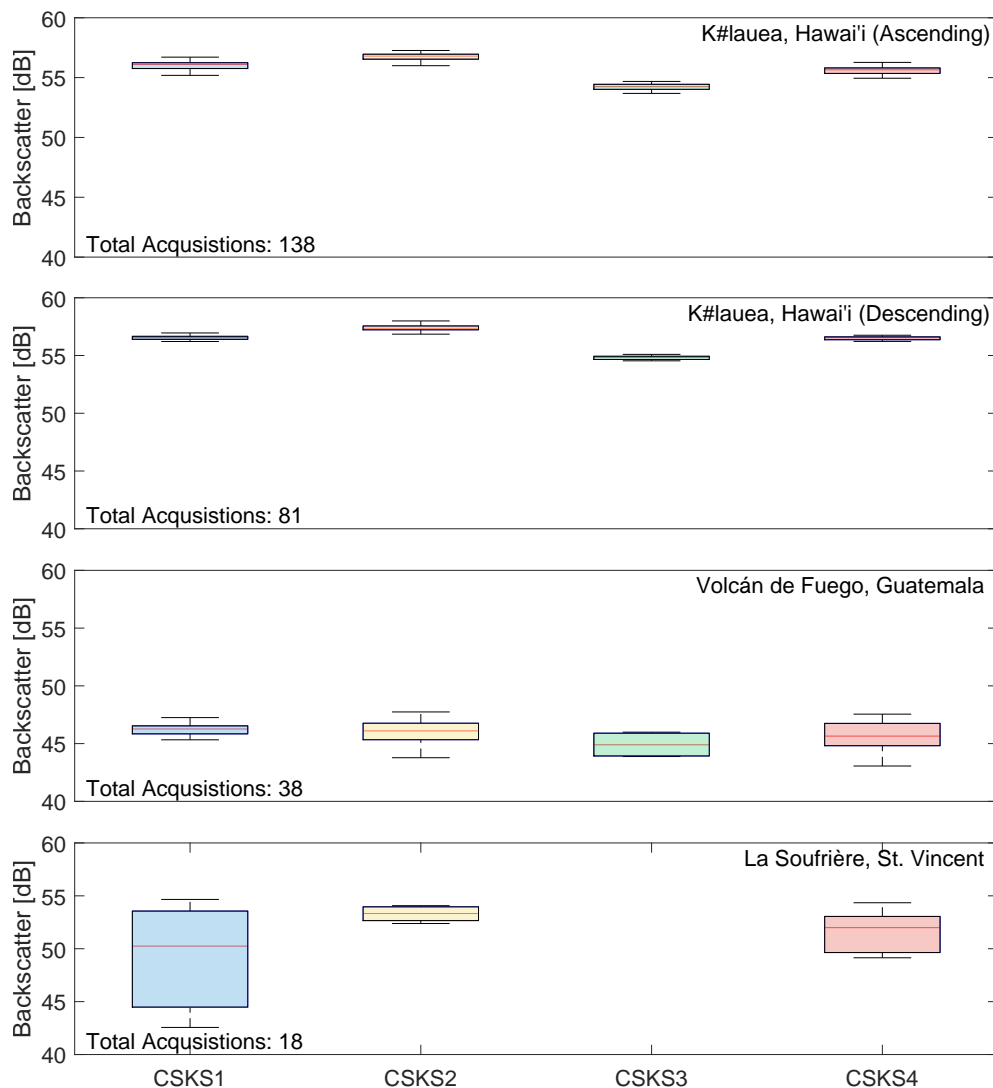 60
K#lauea, Hawai'i (Ascending)
55
50
45
Total Acqusistions: 138
40
Backscatter [dB]
60
K#lauea, Hawai'i (Descending)
55
50
45
Total Acqusistions: 81
40
Backscatter [dB]
60
Volcán de Fuego, Guatemala
55
50
45
Total Acqusistions: 38
40
Backscatter [dB]
60
La Soufrière, St. Vincent
55
50
45
Total Acqusistions: 18
40
Backscatter [dB]
CSKS1 CSKS2 CSKS3 CSKS4